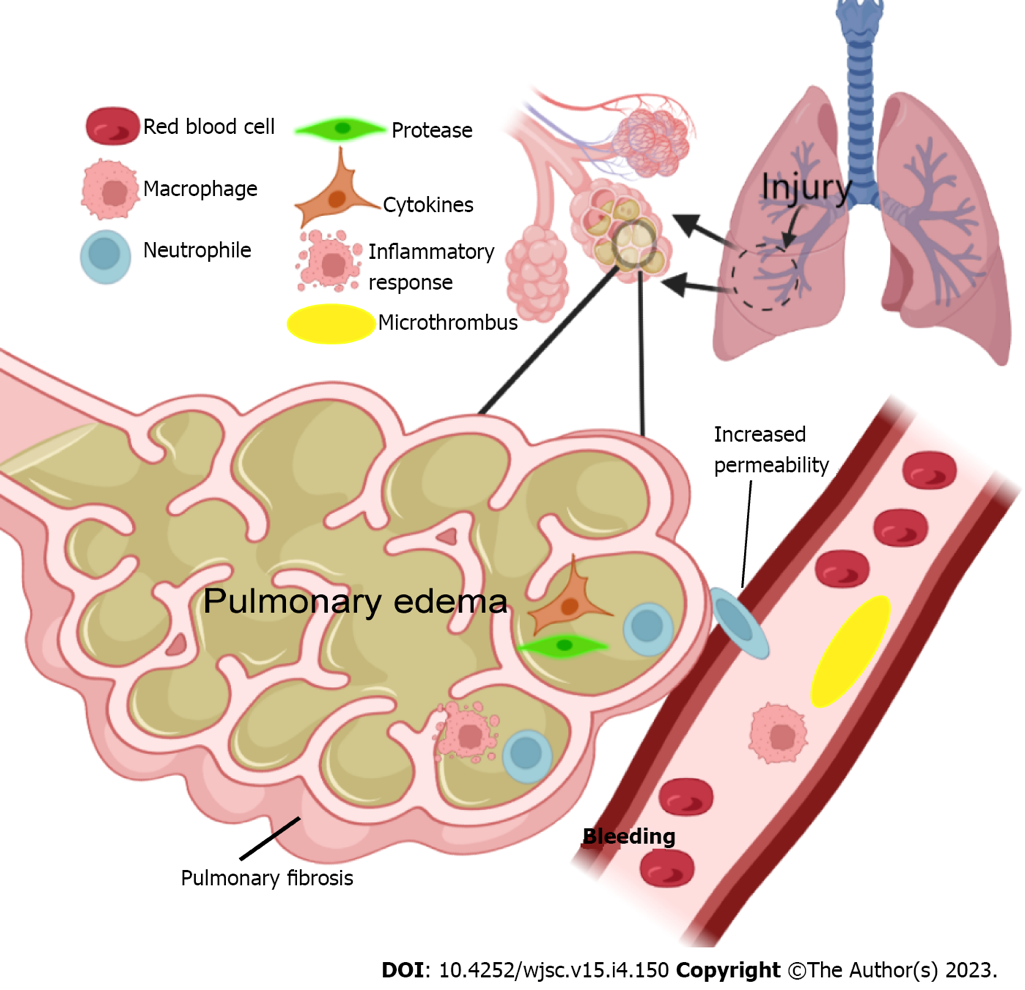 Red blood cell
Macrophage
Neutrophile
Protease
Cytokines
Inflammatory
response
Microthrombus
Injury
Increased
permeability
Pulmonary edema
Bleeding
Pulmonary fibrosis
DOI: 10.4252/wjsc.v15.i4.150 Copyright ©The Author(s) 2023.